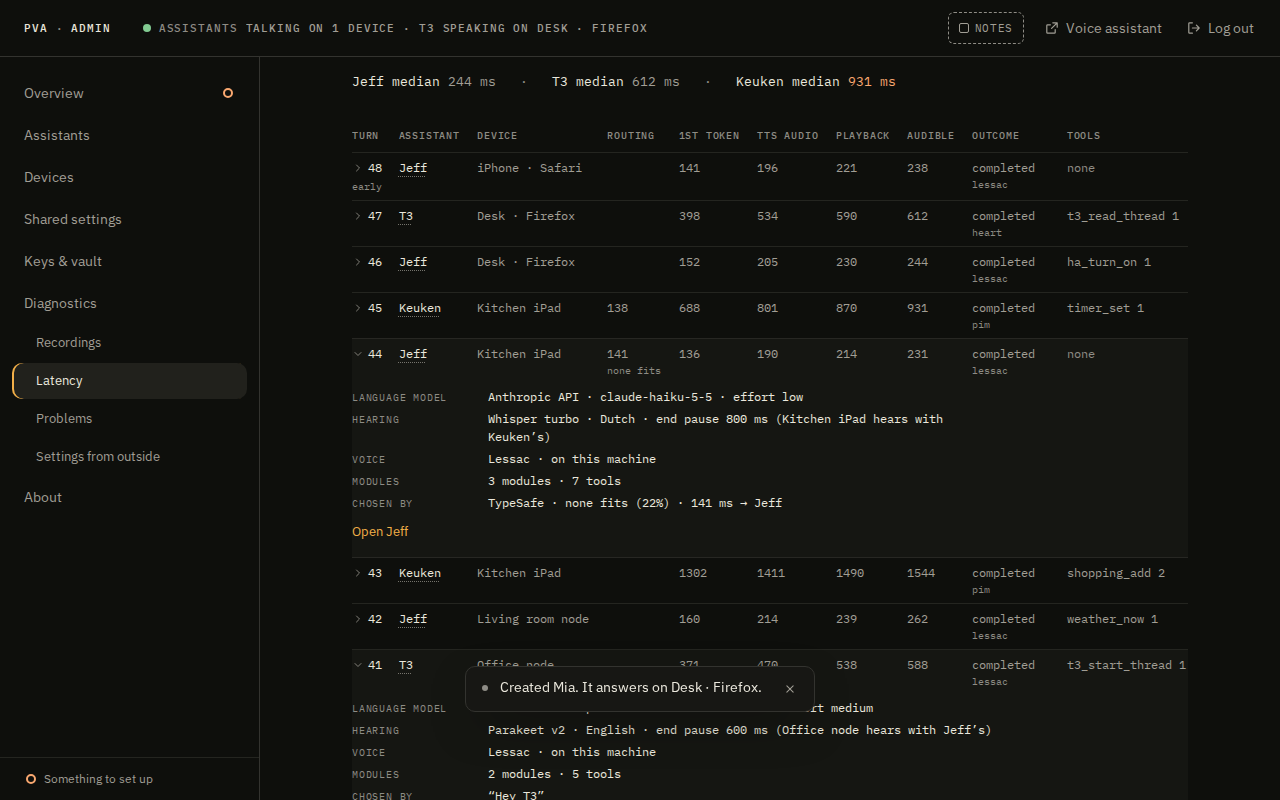 PVA · ADMIN
ASSISTANTS TALKING ON 1 DEVICE · T3 SPEAKING ON DESK · FIREFOX
NOTES
Voice assistant
Log out
Overview
Assistants
Devices
Shared settings
Keys & vault
Diagnostics
Recordings
Latency
Problems
Settings from outside
About
Something to set up
Jeff median 244 ms · T3 median 612 ms · Keuken median 931 ms
TURN ASSISTANT DEVICE ROUTING 1ST TOKEN TTS AUDIO PLAYBACK AUDIBLE OUTCOME TOOLS
48 Jeff iPhone · Safari 141 196 221 238 completed none
early lessac
47 T3 Desk · Firefox 398 534 590 612 completed t3_read_thread 1
heart
46 Jeff Desk · Firefox 152 205 230 244 completed ha_turn_on 1
lessac
45 Keuken Kitchen iPad 138 688 801 870 931 completed timer_set 1
pim
44 Jeff Kitchen iPad 141 136 190 214 231 completed none
none fits lessac
LANGUAGE MODEL Anthropic API · claude-haiku-5-5 · effort low
HEARING Whisper turbo · Dutch · end pause 800 ms (Kitchen iPad hears with
Keuken’s)
VOICE Lessac · on this machine
MODULES 3 modules · 7 tools
CHOSEN BY TypeSafe · none fits (22%) · 141 ms → Jeff
Open Jeff
43 Keuken Kitchen iPad 1302 1411 1490 1544 completed shopping_add 2
pim
42 Jeff Living room node 160 214 239 262 completed weather_now 1
lessac
41 T3 Office node 371 470 538 588 completed t3_start_thread 1
lessac
Created Mia. It answers on Desk · Firefox.
LANGUAGE MODEL medium
HEARING Parakeet v2 · English · end pause 600 ms (Office node hears with Jeff’s)
VOICE Lessac · on this machine
MODULES 2 modules · 5 tools
CHOSEN BY “Hey T3”